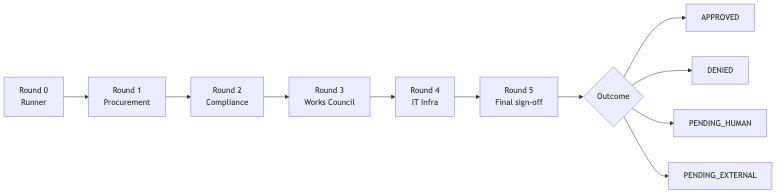 Round 0
Runner
Round 1
Procurement
Round 2
Compliance
Round 3
Works Council
Round 4
IT Infra
Round 5
Final sign-off
Outcome
APPROVED
DENIED
PENDING_HUMAN
PENDING_EXTERNAL